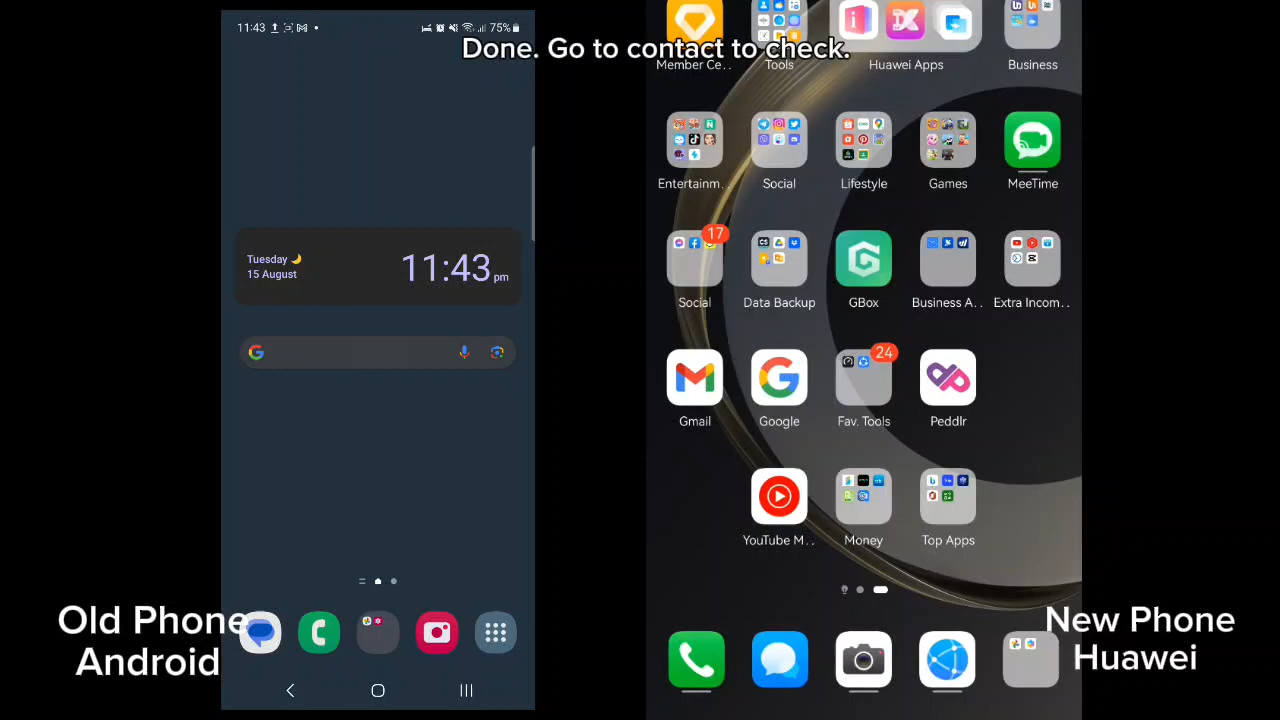 Done. Go to contact to check.
11:43
75%
Tuesday
15 August
11:43 pm
Old Phone
Android
Member Ce..
Tools
Huawei Apps
Business
Entertainm..
Social
Lifestyle
Games
MeeTime
17
Social
Data Backup
GBox
Business A..
Extra Incom..
24
Gmail
Google
Fav. Tools
Peddlr
YouTube M..
Money
Top Apps
New Phone
Huawei